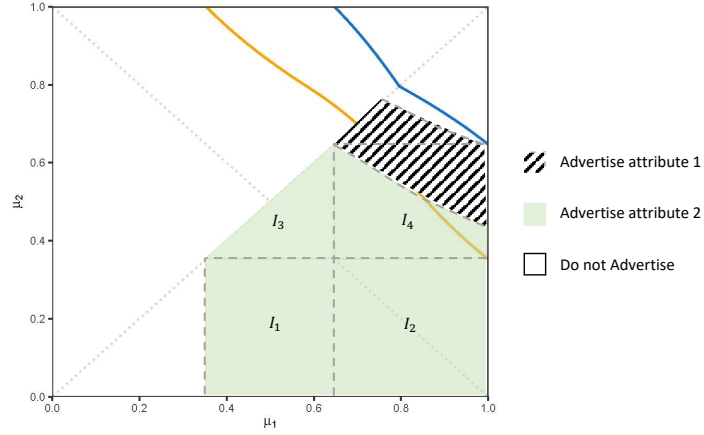 1.0
0.8
0.6
0.4
0.2
0.0
μ2
0.0
0.2
0.4
0.6
0.8
1.0
μ1
I3
I4
I1
I2
Advertise attribute 1
Advertise attribute 2
Do not Advertise